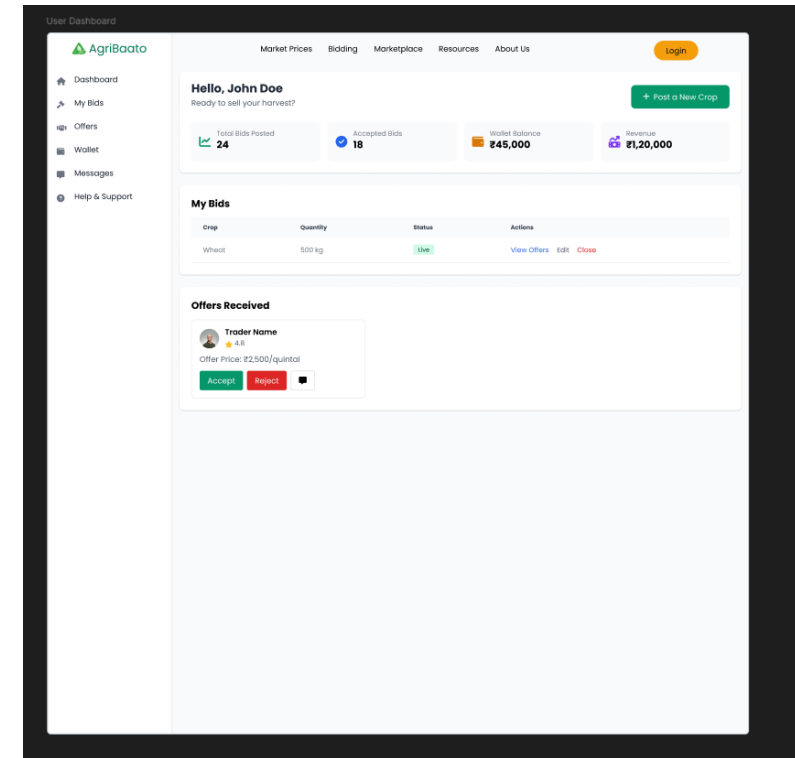 User Dashboard
AgriBaato
Market Prices Bidding Marketplace Resources About Us
Login
Dashboard
My Bids
Offers
Wallet
Messages
Help & Support
Hello, John Doe
Ready to sell your harvest?
+ Post a New Crop
Total Bids Posted
24
Accepted Bids
18
Wallet Balance
₹45,000
Revenue
₹1,20,000
My Bids
Crop Quantity Status Actions
Wheat 500 kg Live View Offers Edit Close
Offers Received
Trader Name
4.8
Offer Price: ₹2,500/quintal
Accept Reject